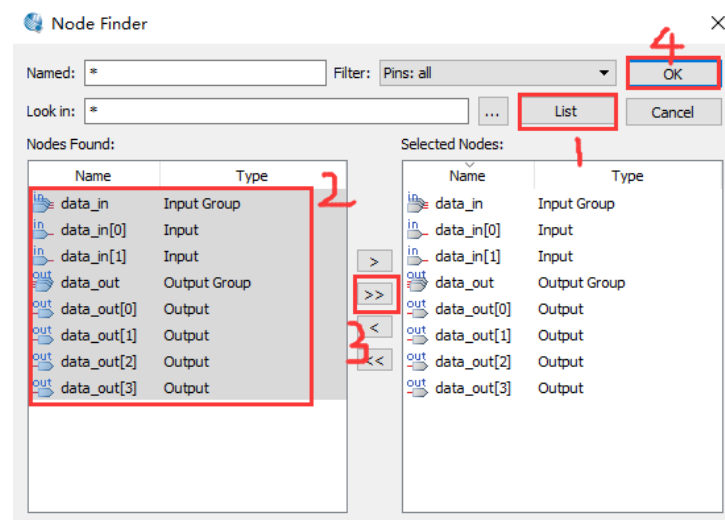 Node Finder
4
Named: * Filter: Pins: all OK
Look in: * ... List Cancel
1
Nodes Found: Selected Nodes:
Name Type Name Type
2
data_in Input Group data_in Input Group
data_in[0] Input data_in[0] Input
data_in[1] Input > data_in[1] Input
data_out Output Group >> data_out Output Group
data_out[0] Output data_out[0] Output
data_out[1] Output < data_out[1] Output
3
data_out[2] Output << data_out[2] Output
data_out[3] Output data_out[3] Output